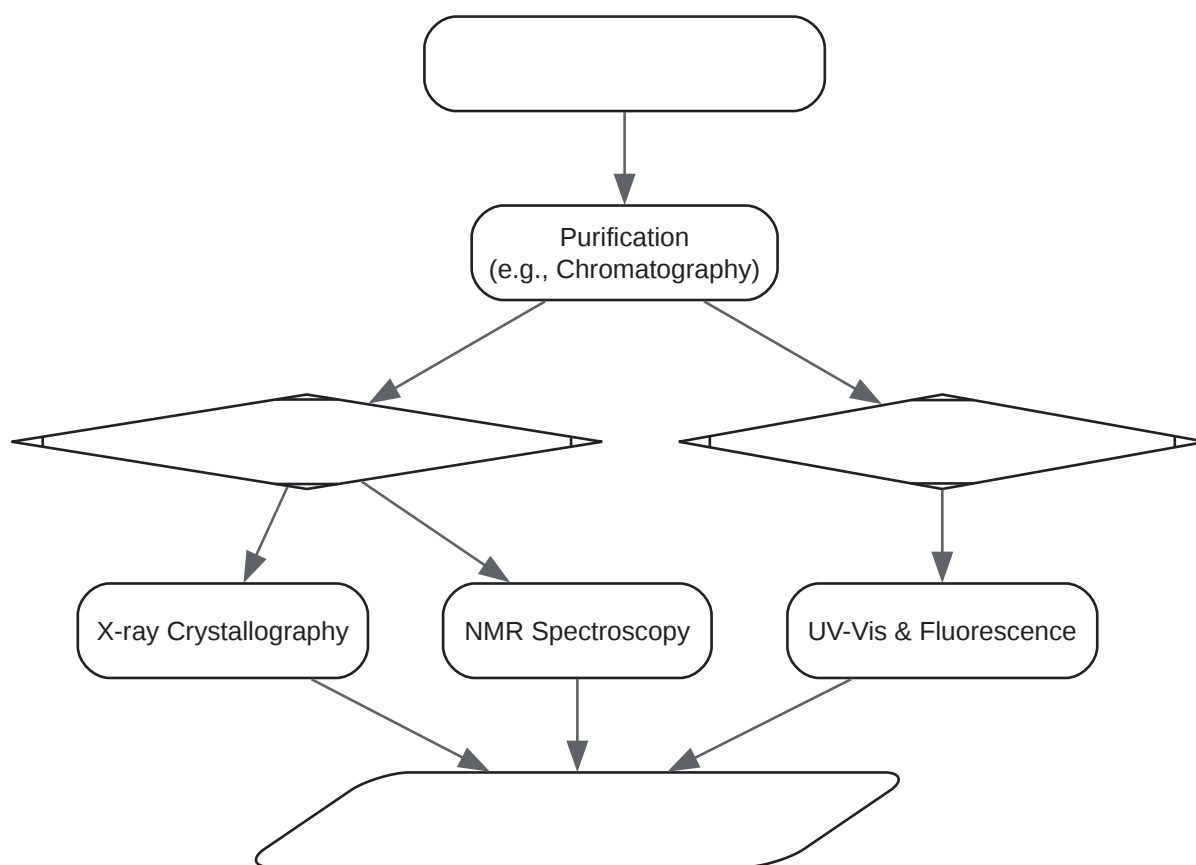 Purification
(e.g., Chromatography)
X-ray Crystallography
NMR Spectroscopy
UV-Vis & Fluorescence